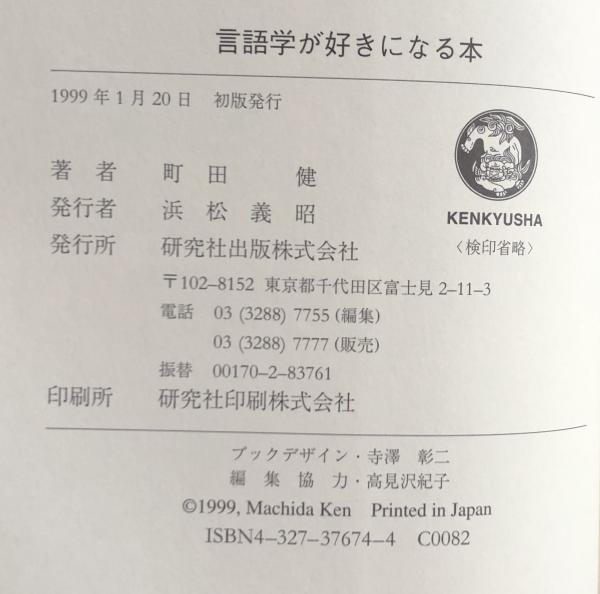 言語学が好きになる本
1999年1月20日 初版発行
著者 町田 健
発行者 浜松義昭
発行所 研究社出版株式会社
〒102–8152 東京都千代田区富士見 2–11–3
電話 03 (3288) 7755 (編集)
03 (3288) 7777 (販売)
振替 00170–2–83761
印刷所 研究社印刷株式会社
KENKYUSHA
〈検印省略〉
ブックデザイン・寺澤 彰二
編集協力・高見沢紀子
©1999, Machida Ken Printed in Japan
ISBN4–327–37674–4 C0082